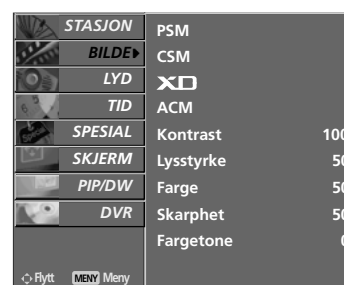 STASJON
BILDE
LYD
TID
SPESIAL
SKJERM
PIP/DW
DVR
Flytt MENY Meny
PSM
CSM
XD
ACM
Kontrast 100
Lysstyrke 50
Farge 50
Skarphet 50
Fargetone 0